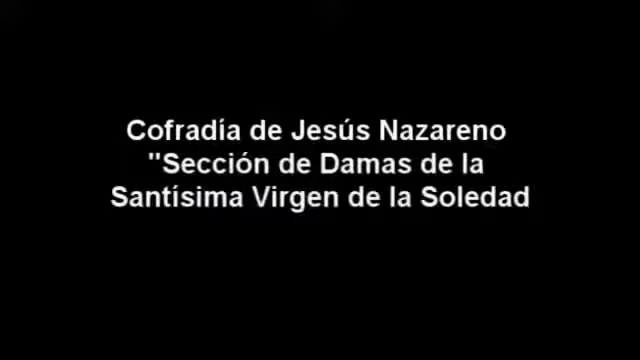 Cofradía de Jesús Nazareno
"Sección de Damas de la
Santísima Virgen de la Soledad